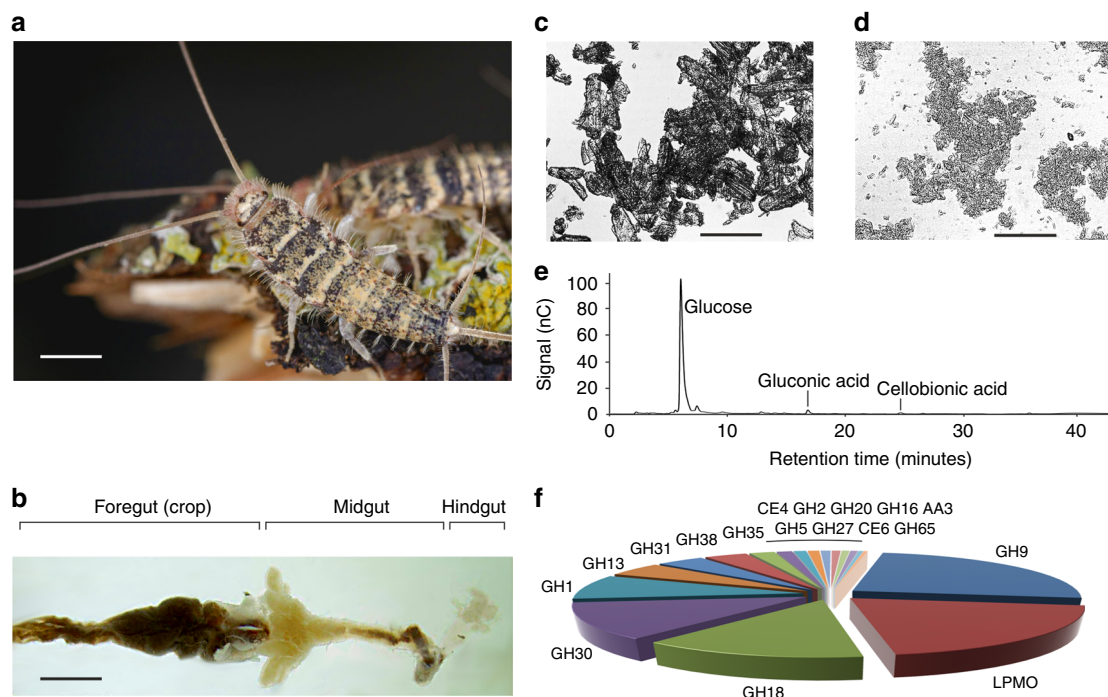 a
b
Foregut (crop) Midgut Hindgut
c
d
e
100
80
60
40
20
0
Signal (nC)
Glucose
Gluconic acid
Cellobionic acid
0 10 20 30 40
Retention time (minutes)
f
CE4 GH2 GH20 GH16 AA3
GH5 GH27 CE6 GH65
GH35
GH38
GH31
GH13
GH1
GH30
GH18
LPMO
GH9